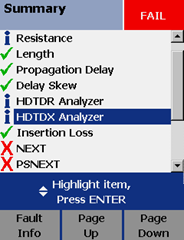 Summary
FAIL
Resistance
Length
Propagation Delay
Delay Skew
HDTDR Analyzer
HDTDX Analyzer
Insertion Loss
NEXT
PSNEXT
Highlight item,
Press ENTER
Fault Info
Page Up
Page Down